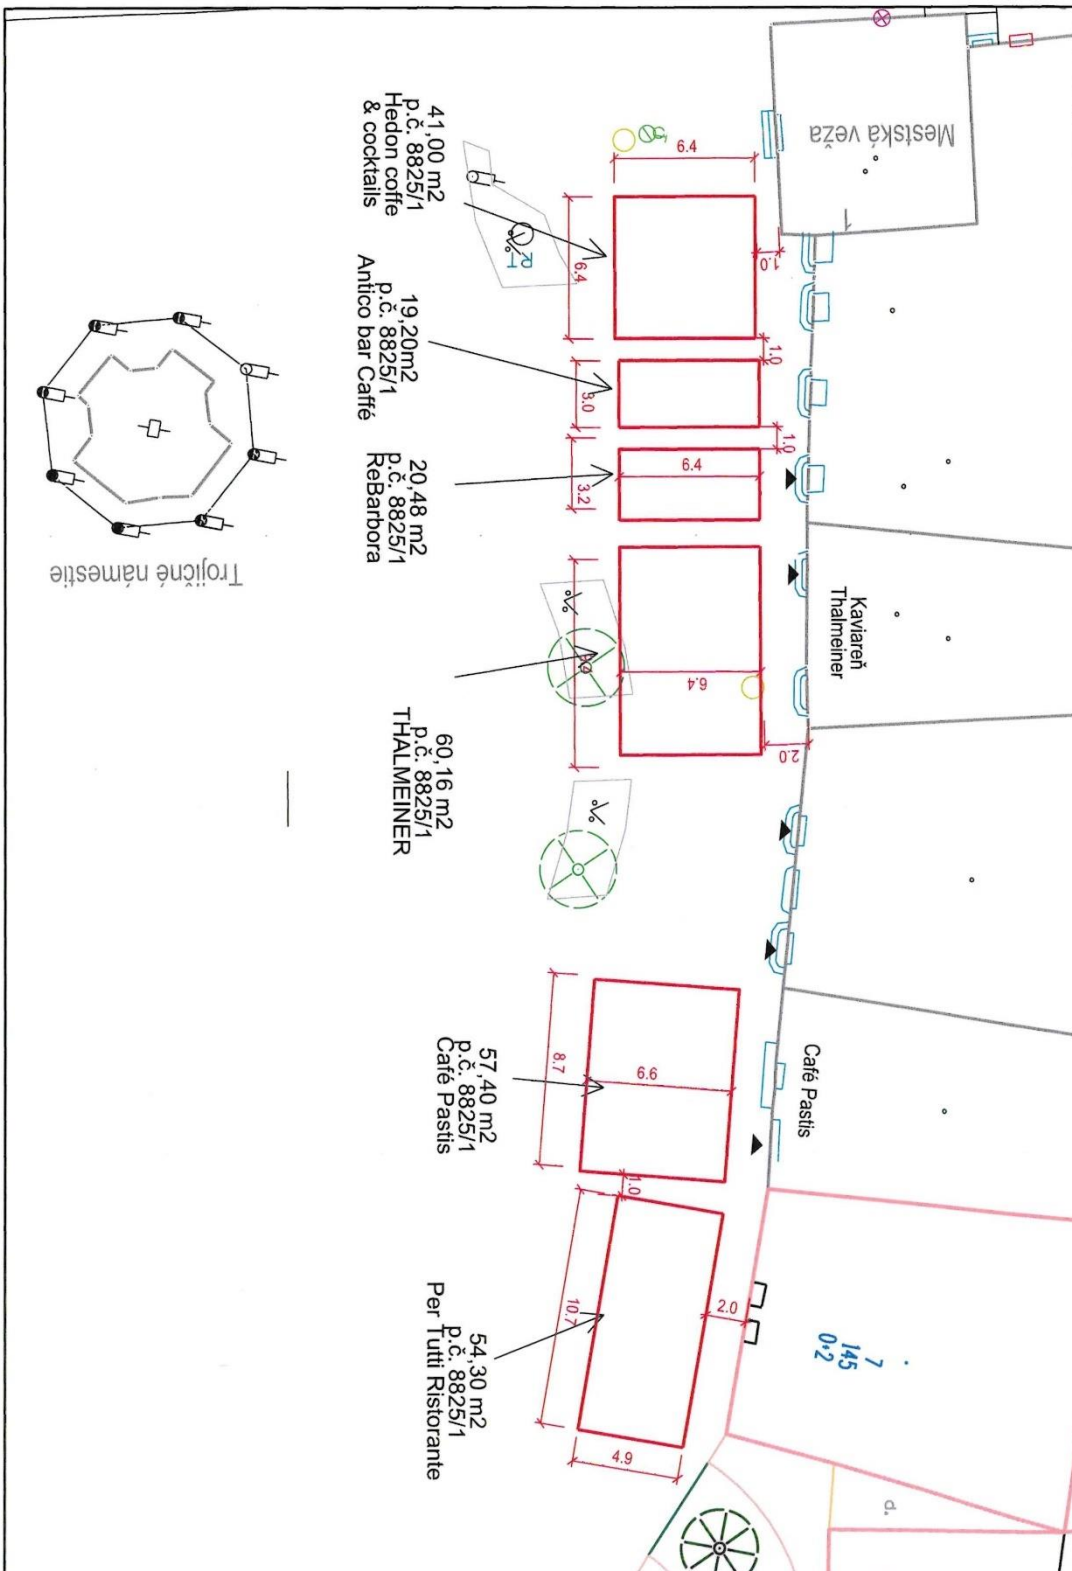 Mestská veža
41,00 m2
p.č. 8825/1
Hedon coffe
& cocktails
6.4
6.4
1.0
19,20m2
p.č. 8825/1
Antico bar Caffé
3.0
1.0
1.0
20,48 m2
p.č. 8825/1
ReBarbora
3.2
6.4
Trojičné námestie
Kaviareň
Thalmeiner
60,16 m2
p.č. 8825/1
THALMEINER
6.4
2.0
Café Pastis
57,40 m2
p.č. 8825/1
Café Pastis
8.7
6.6
1.0
54,30 m2
p.č. 8825/1
Per Tutti Ristorante
10.7
2.0
4.9
7
145
0+2
d.